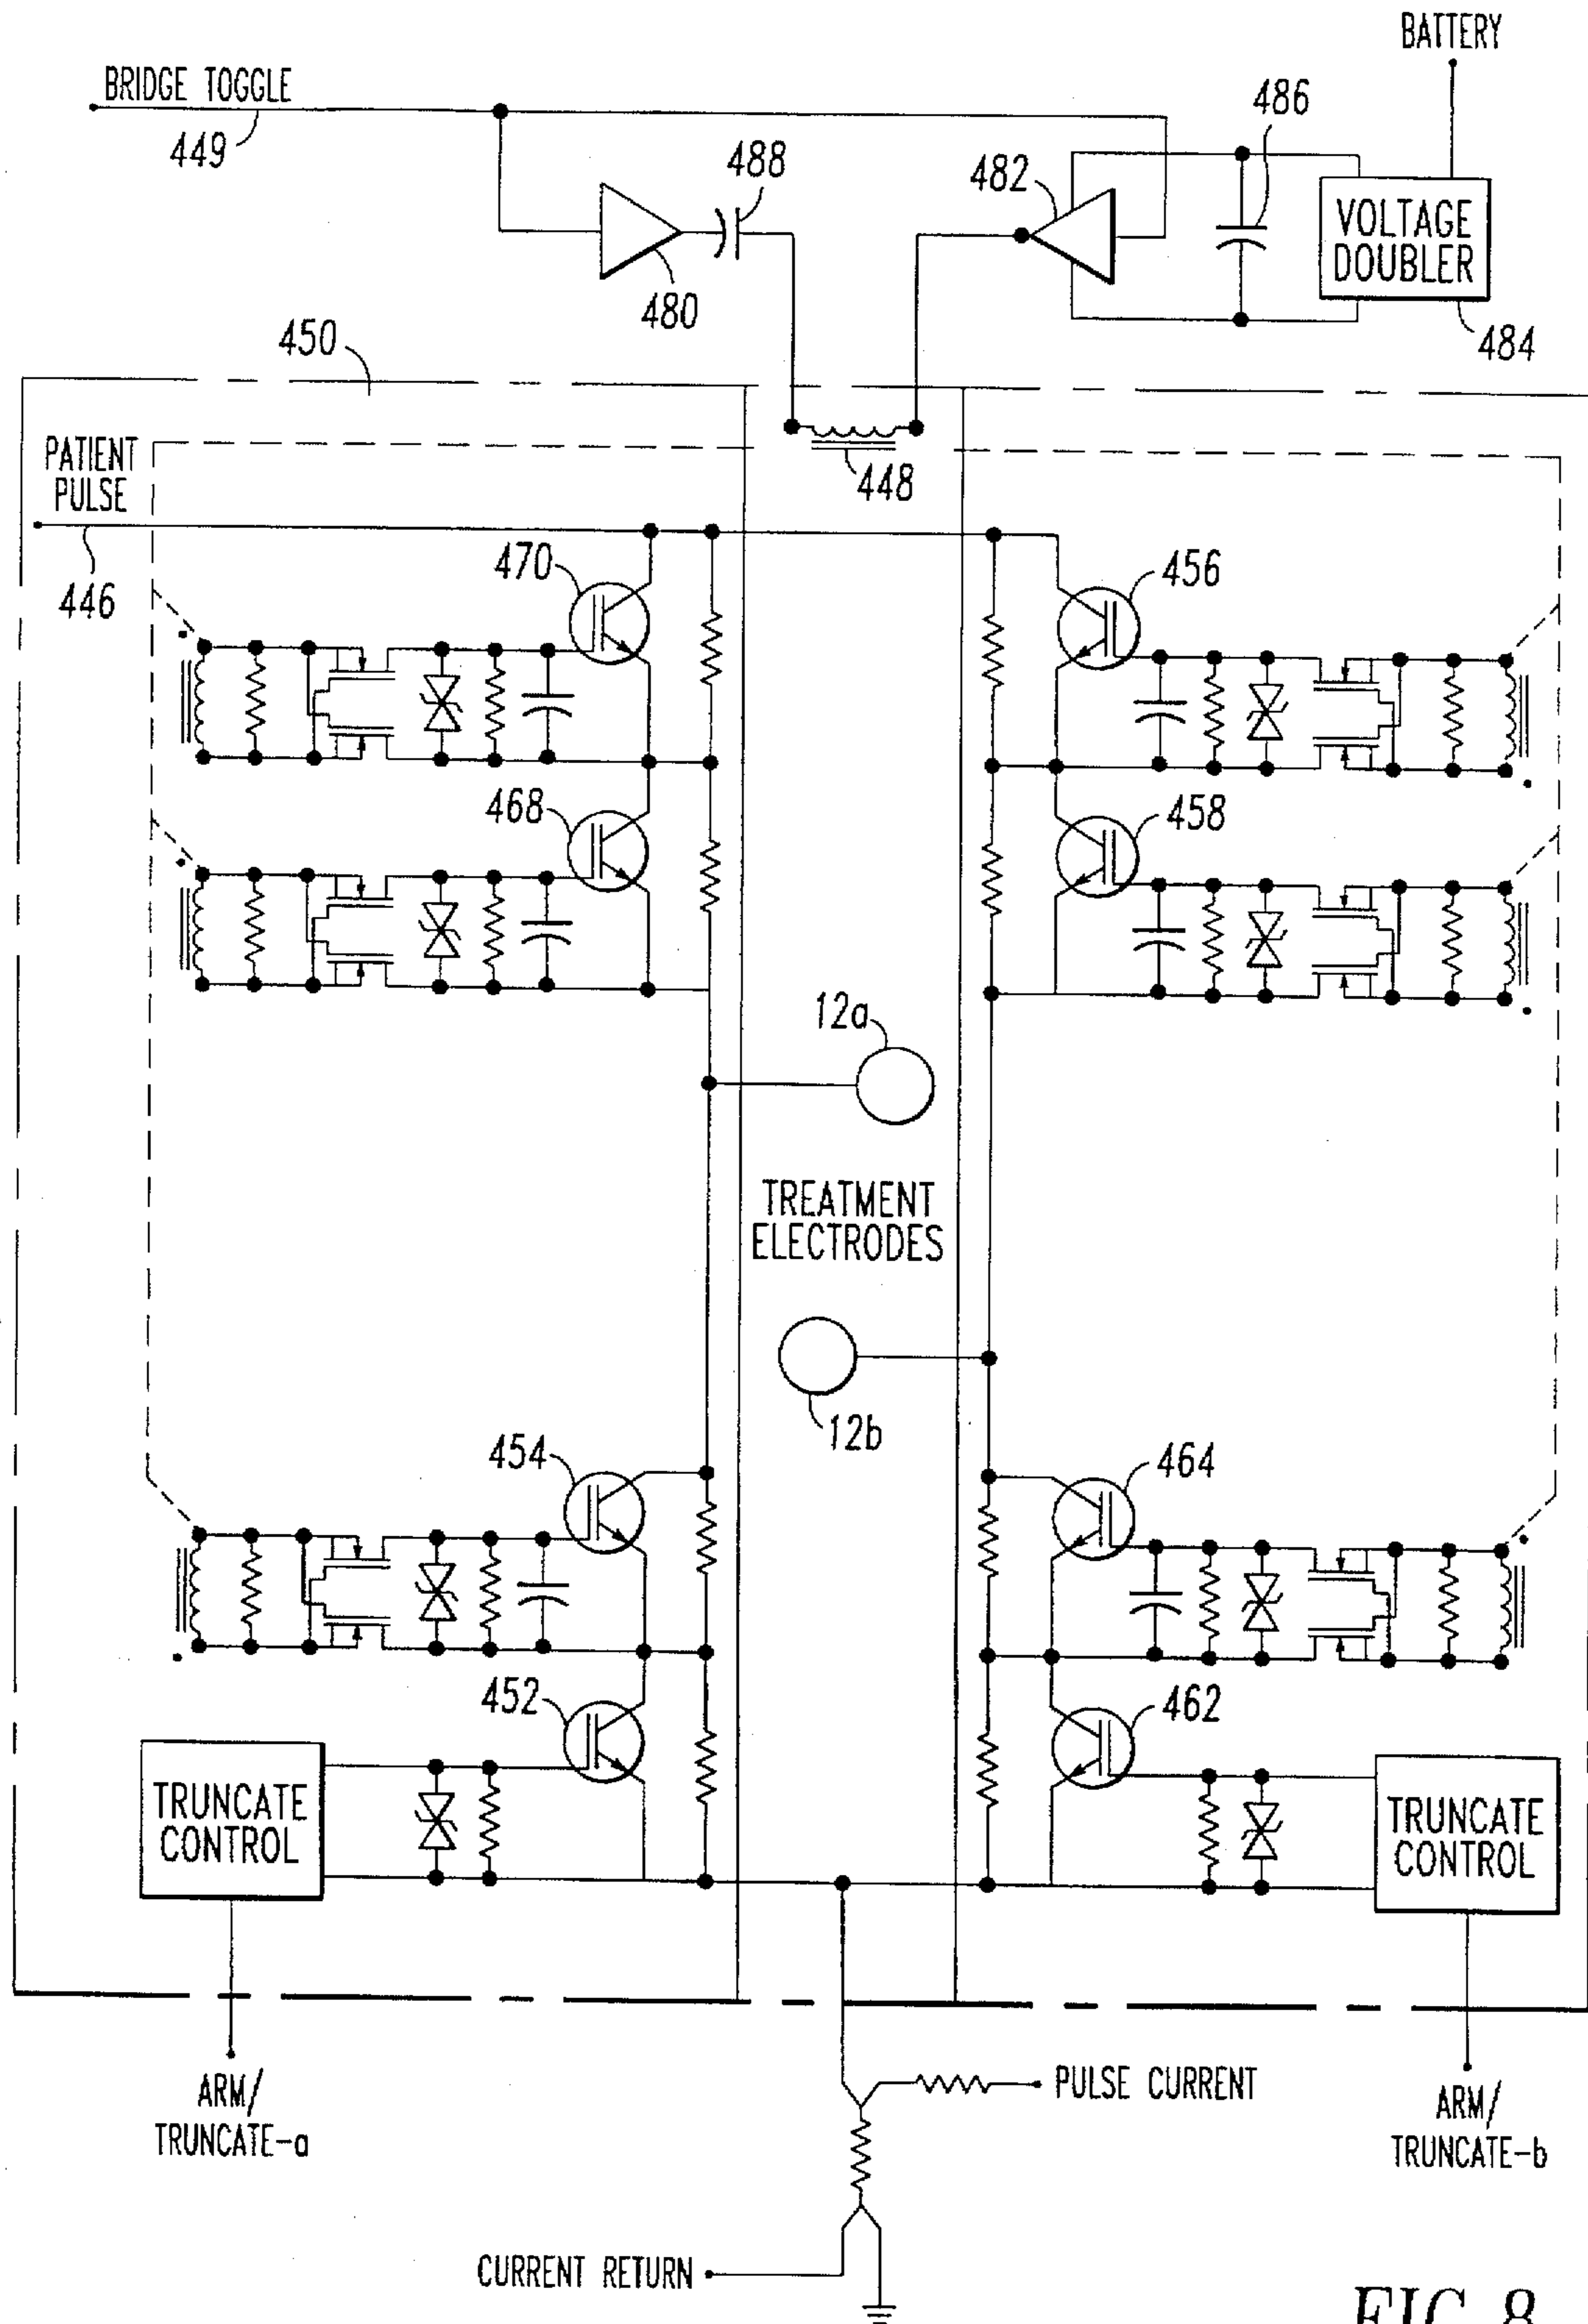 BATTERY
BRIDGE TOGGLE
449
488
482
486
VOLTAGE
DOUBLER
480
484
450
448
PATIENT
PULSE
446
470
456
468
458
12a
TREATMENT
ELECTRODES
12b
454
464
452
462
TRUNCATE
CONTROL
TRUNCATE
CONTROL
ARM/
TRUNCATE-a
PULSE CURRENT
ARM/
TRUNCATE-b
CURRENT RETURN
FIG. 8